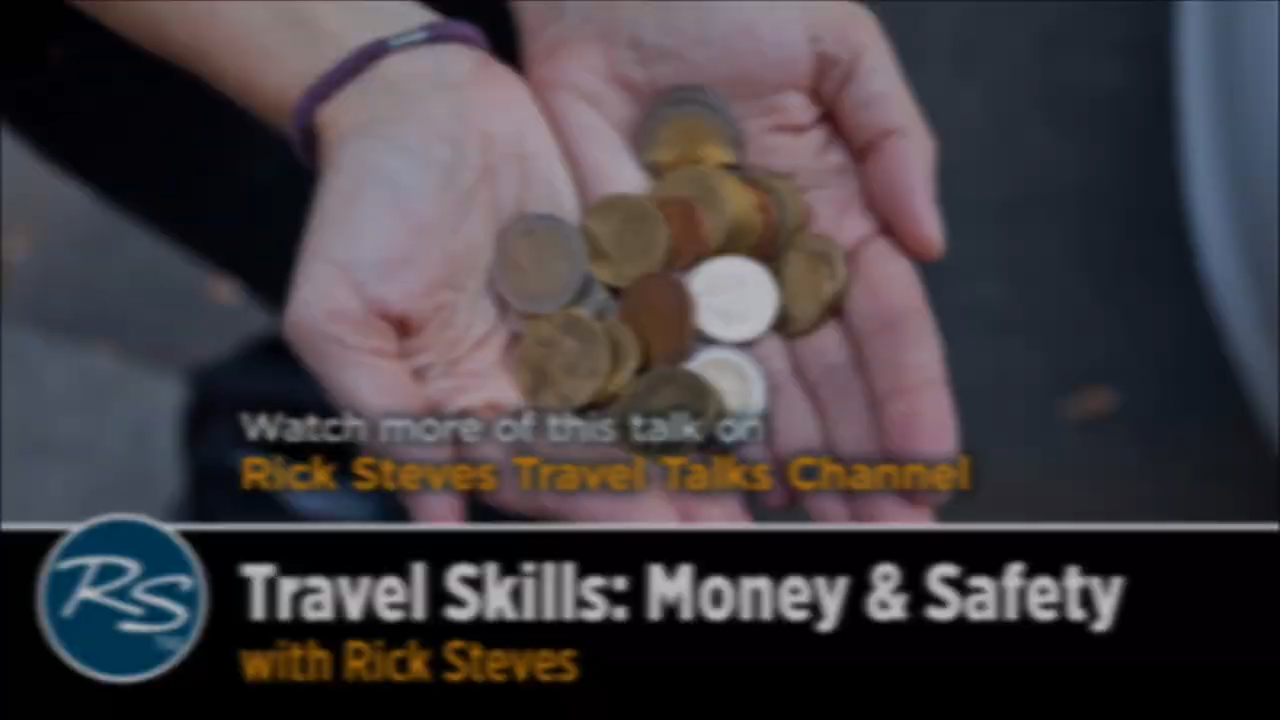 Watch more of this talk on
Rick Steves Travel Talks Channel
RS
Travel Skills: Money & Safety
with Rick Steves